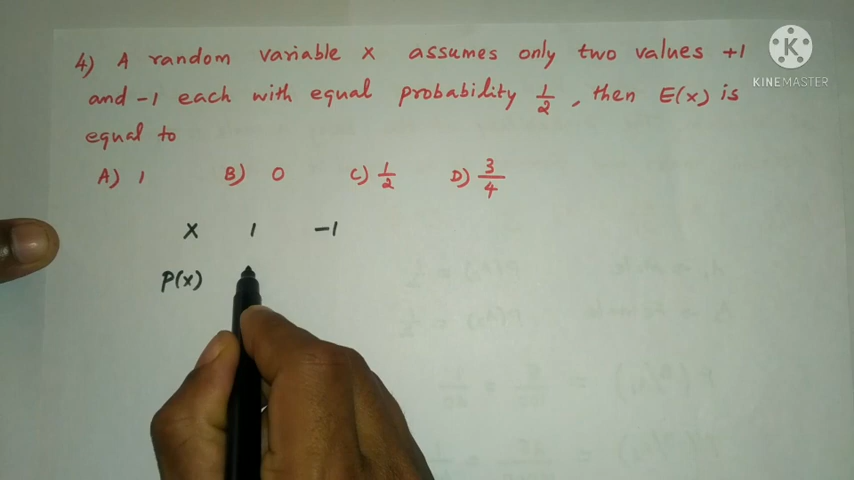 4) A random variable X assumes only two values +1
and -1 each with equal probability 1/2, then E(x) is
equal to
A) 1 B) 0 C) 1/2 D) 3/4
X 1 -1
P(x)
K
KINEMASTER